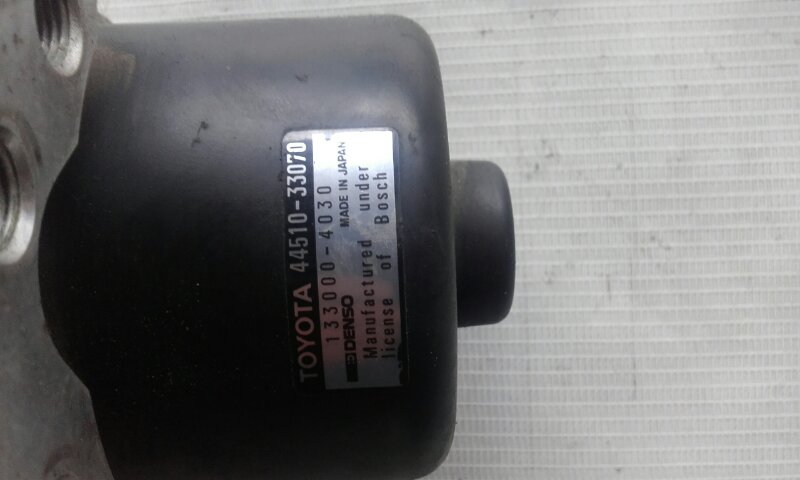 TOYOTA 44510-33070
133000-4030
DENSO MADE IN JAPAN
Manufactured under
license of Bosch